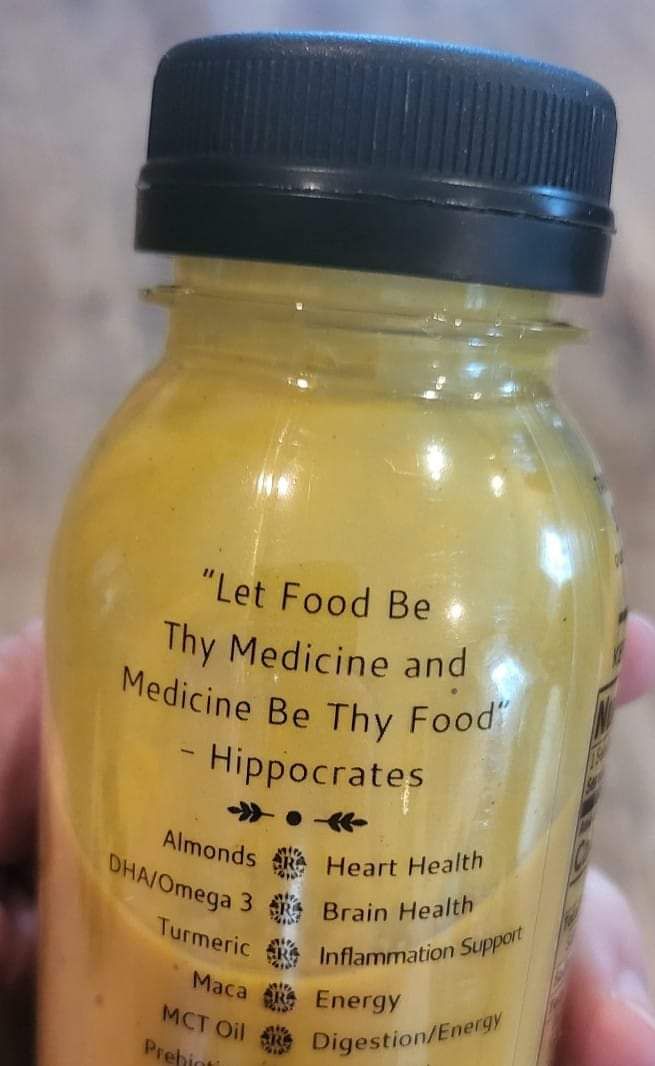 "Let Food Be
Thy Medicine and
Medicine Be Thy Food"
- Hippocrates
Almonds R Heart Health
DHA/Omega 3 R Brain Health
Turmeric R Inflammation Support
Maca R Energy
MCT Oil R Digestion/Energy